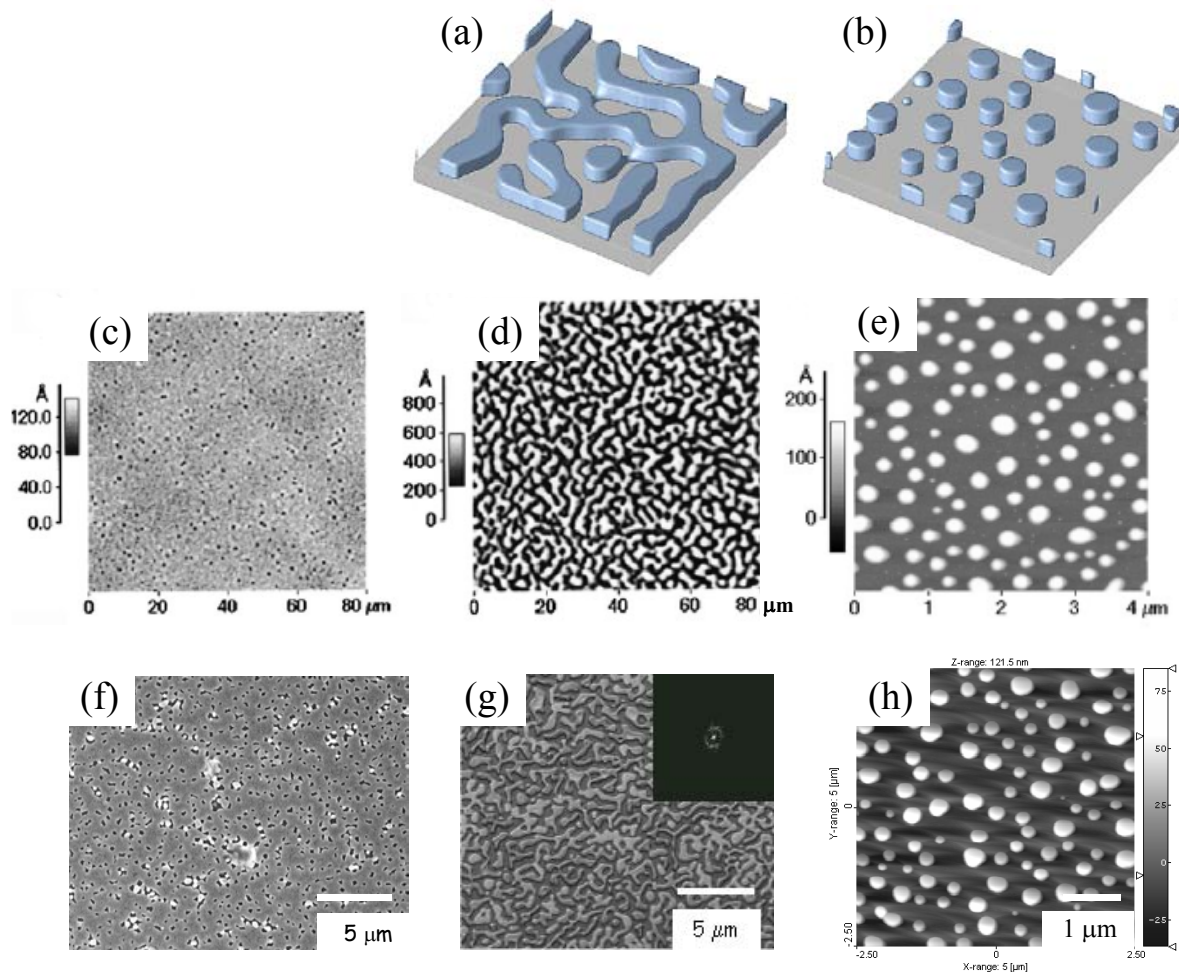 (a)
(b)
(c)
Å
120.0
80.0
40.0
0.0
0 20 40 60 80 μm
(d)
Å
800
600
400
200
0
0 20 40 60 80 μm
(e)
Å
200
100
0
0 1 2 3 4 μm
(f)
5 μm
(g)
5 μm
(h)
Z-range: 121.5 nm
75
50
25
0
-25
Y-range: 5 [μm]
0
-2.50
1 μm
-2.50 0 2.50
X-range: 5 [μm]